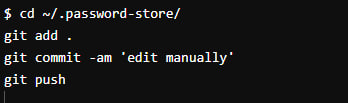 $ cd ~/.password-store/
git add .
git commit -am 'edit manually'
git push